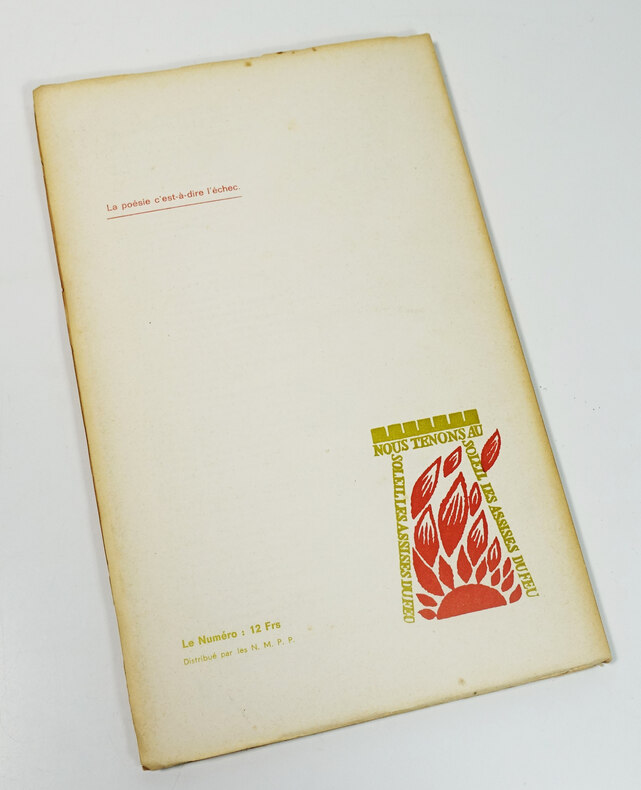 La poésie c'est-à-dire l'échec.
NOUS TENONS AU
SOLEIL LES ASSISES DU FEU
SOLEIL LES ASSISES DU FEU
Le Numéro : 12 Frs
Distribué par les N. M. P. P.